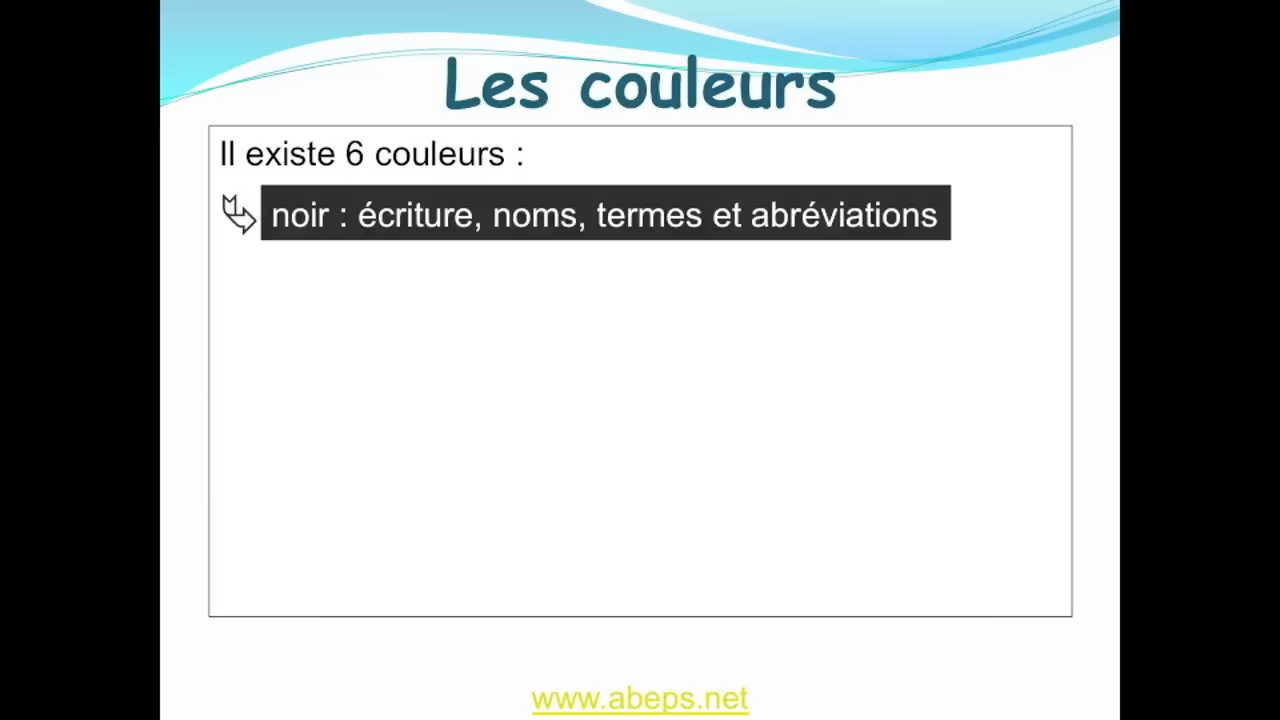 Les couleurs
Il existe 6 couleurs :
noir : écriture, noms, termes et abréviations
www.abeps.net